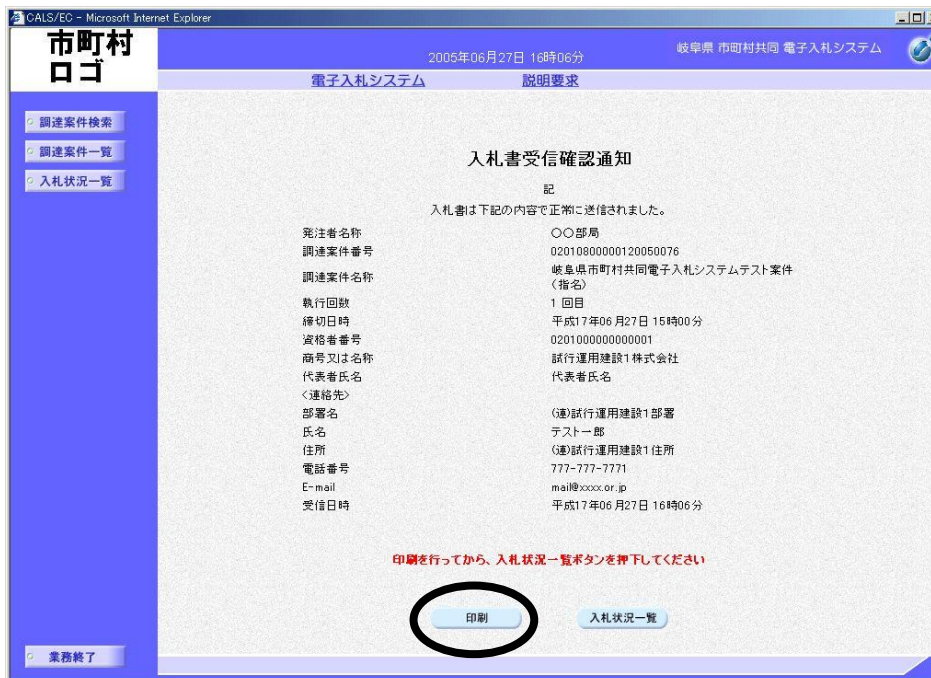 CALS/EC - Microsoft Internet Explorer
市町村
ロゴ
2005年06月27日 16時06分
岐阜県 市町村共同 電子入札システム
電子入札システム 説明要求
調達案件検索
調達案件一覧
入札状況一覧
入札書受信確認通知
記
入札書は下記の内容で正常に送信されました。
発注者名称 〇〇部局
調達案件番号 02010800000120050076
調達案件名称 岐阜県市町村共同電子入札システムテスト案件
(指名)
執行回数 1 回目
締切日時 平成17年06月27日 15時00分
資格者番号 0201000000000001
商号又は名称 試行運用建設1株式会社
代表者氏名 代表者氏名
<連絡先>
部署名 (連)試行運用建設1部署
氏名 テスト一郎
住所 (連)試行運用建設1住所
電話番号 777-777-7771
E-mail mail@xxxx.or.jp
受信日時 平成17年06月27日 16時06分
印刷を行ってから、入札状況一覧ボタンを押下してください
印刷 入札状況一覧
業務終了